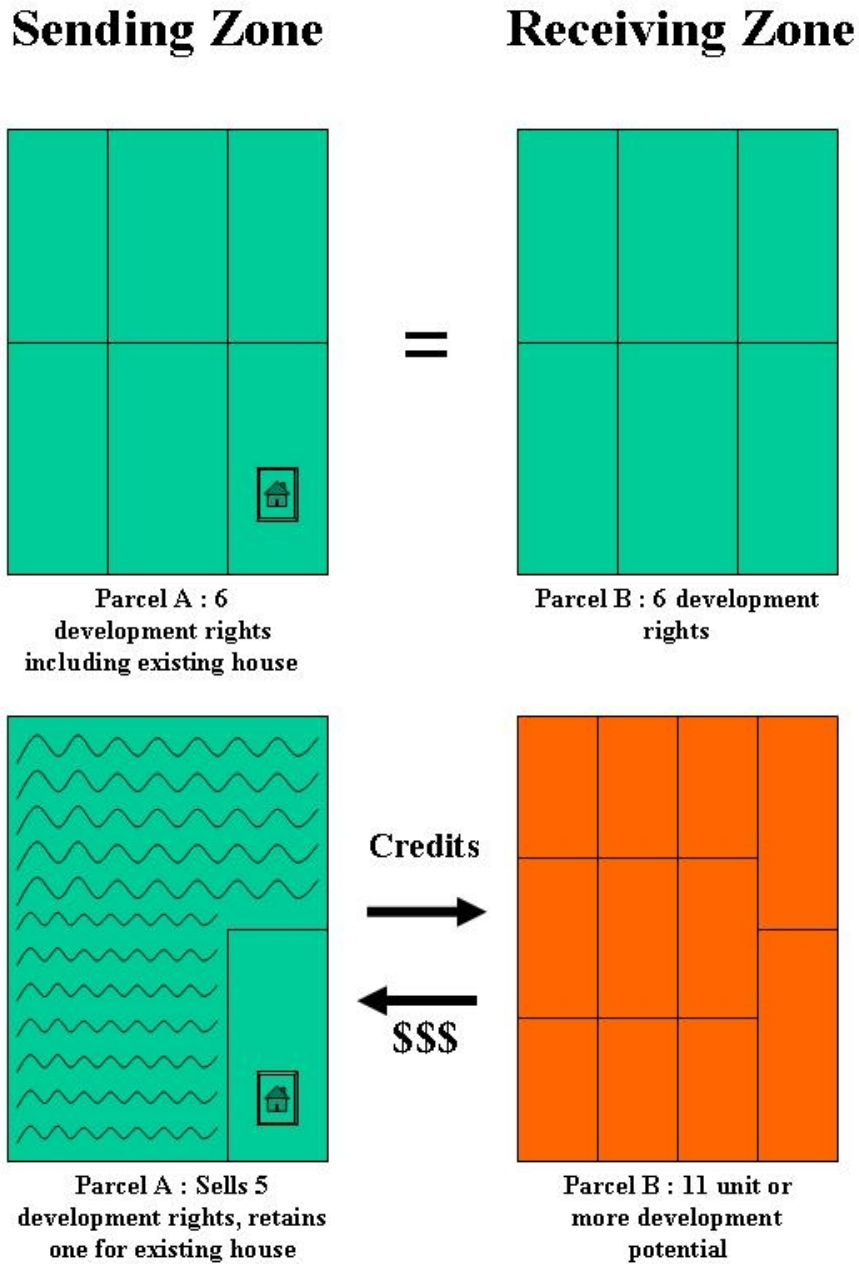 Sending Zone
Receiving Zone
=
Parcel A : 6
development rights
including existing house
Parcel B : 6 development
rights
Credits
$$$
Parcel A : Sells 5
development rights, retains
one for existing house
Parcel B : 11 unit or
more development
potential